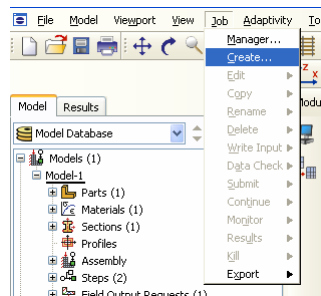 File Model Viewport View Job Adaptivity
Manager...
Create...
Edit
Copy
Rename
Delete
Write Input
Data Check
Submit
Continue
Monitor
Results
Kill
Export
z
x
Model Results
Model Database
Models (1)
Model-1
Parts (1)
Materials (1)
Sections (1)
Profiles
Assembly
Steps (2)
Field Output Requests (1)